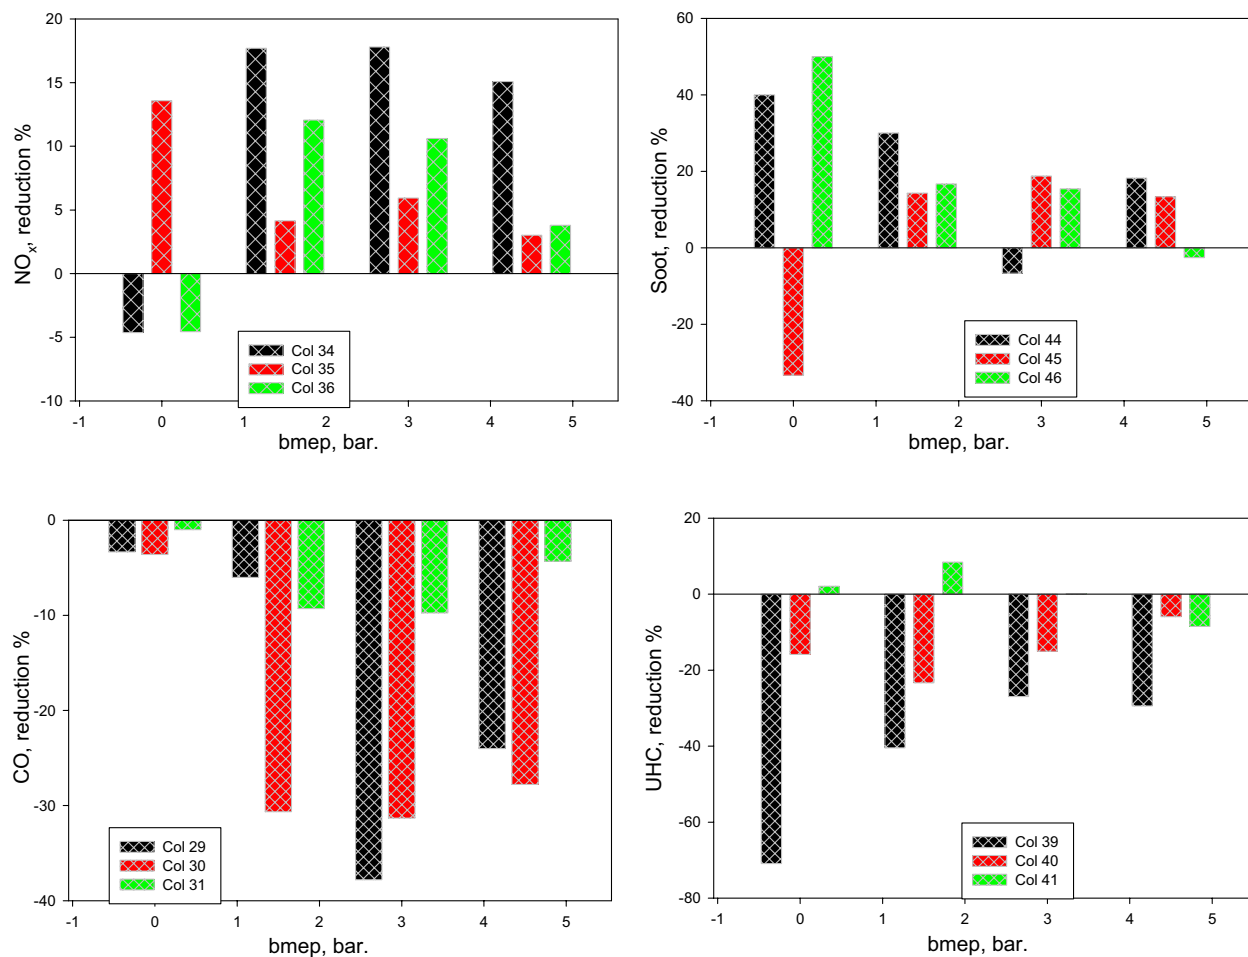 20
15
10
5
0
-5
-10
NOx, reduction %
Col 34
Col 35
Col 36
-1 0 1 2 3 4 5
bmep, bar.
60
40
20
0
-20
-40
Soot, reduction %
Col 44
Col 45
Col 46
-1 0 1 2 3 4 5
bmep, bar.
0
-10
-20
-30
-40
CO, reduction %
Col 29
Col 30
Col 31
-1 0 1 2 3 4 5
bmep, bar.
20
0
-20
-40
-60
-80
UHC, reduction %
Col 39
Col 40
Col 41
-1 0 1 2 3 4 5
bmep, bar.